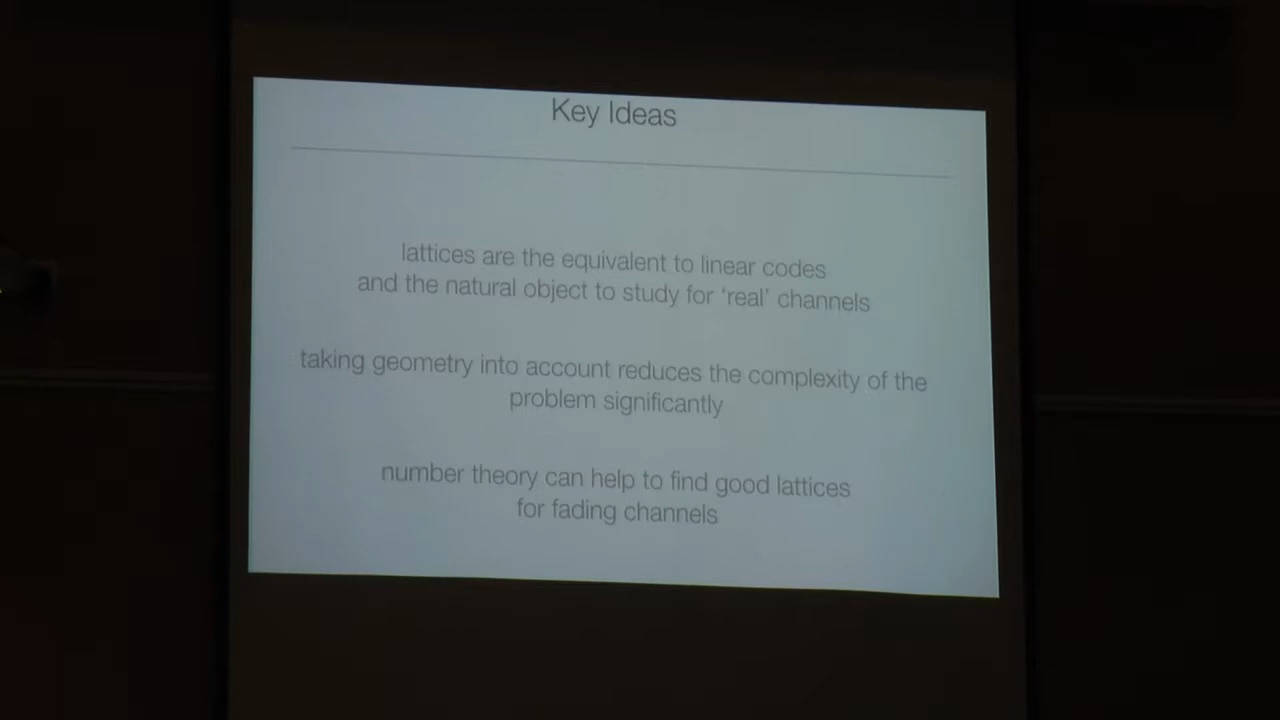 Key Ideas
lattices are the equivalent to linear codes
and the natural object to study for ‘real’ channels
taking geometry into account reduces the complexity of the
problem significantly
number theory can help to find good lattices
for fading channels